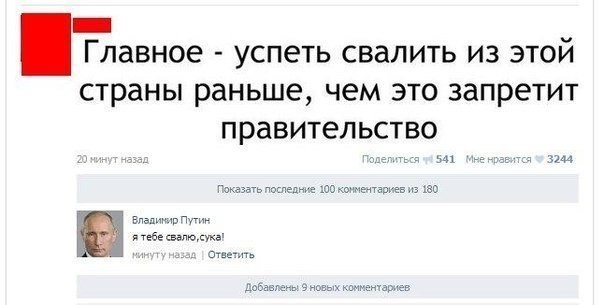 Главное - успеть свалить из этой
страны раньше, чем это запретит
правительство
20 минут назад Поделиться 541 Мне нравится 3244
Показать последние 100 комментариев из 180
Владимир Путин
я тебе свалю,сука!
минуту назад | Ответить
Добавлены 9 новых комментариев